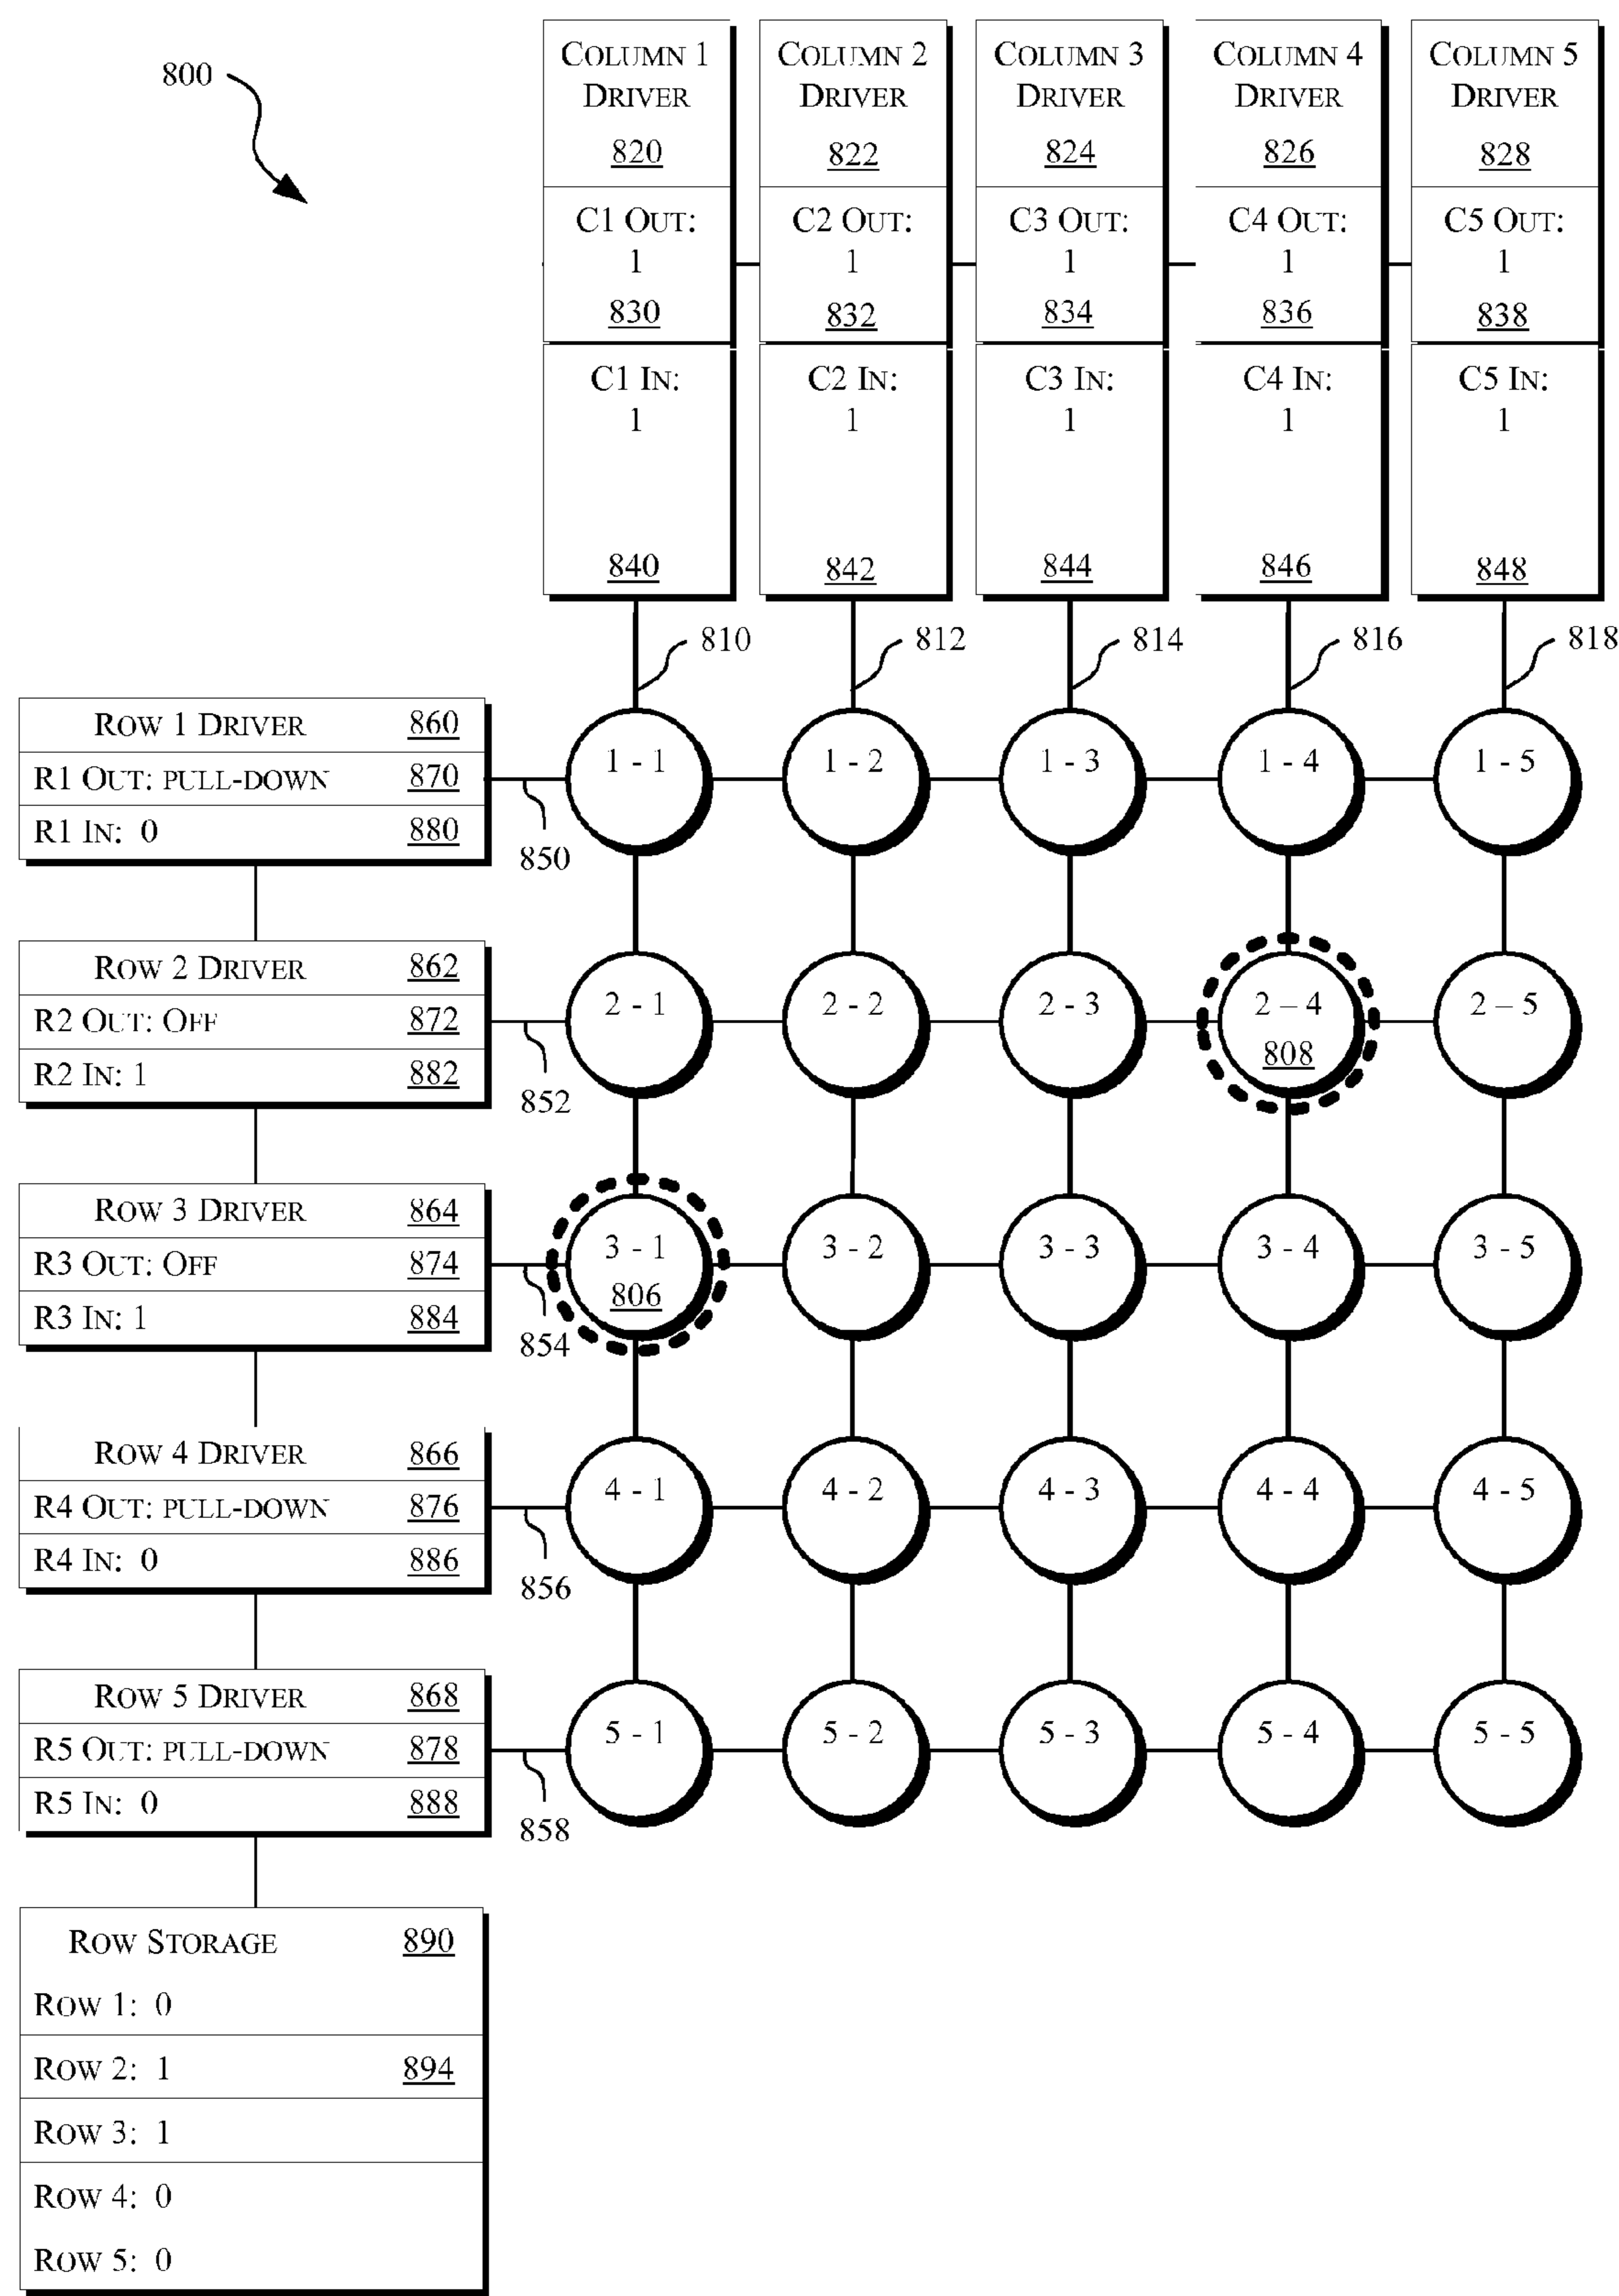 800
COLUMN 1 DRIVER 820
C1 OUT: 1 830
C1 IN: 1 840
COLUMN 2 DRIVER 822
C2 OUT: 1 832
C2 IN: 1 842
COLUMN 3 DRIVER 824
C3 OUT: 1 834
C3 IN: 1 844
COLUMN 4 DRIVER 826
C4 OUT: 1 836
C4 IN: 1 846
COLUMN 5 DRIVER 828
C5 OUT: 1 838
C5 IN: 1 848
810 812 814 816 818
ROW 1 DRIVER 860
R1 OUT: PULL-DOWN 870
R1 IN: 0 880
850
1 - 1 1 - 2 1 - 3 1 - 4 1 - 5
ROW 2 DRIVER 862
R2 OUT: OFF 872
R2 IN: 1 882
852
2 - 1 2 - 2 2 - 3 2 – 4 2 – 5
808
ROW 3 DRIVER 864
R3 OUT: OFF 874
R3 IN: 1 884
854
3 - 1 3 - 2 3 - 3 3 - 4 3 - 5
806
ROW 4 DRIVER 866
R4 OUT: PULL-DOWN 876
R4 IN: 0 886
856
4 - 1 4 - 2 4 - 3 4 - 4 4 - 5
ROW 5 DRIVER 868
R5 OUT: PULL-DOWN 878
R5 IN: 0 888
858
5 - 1 5 - 2 5 - 3 5 - 4 5 - 5
ROW STORAGE 890
ROW 1: 0
ROW 2: 1 894
ROW 3: 1
ROW 4: 0
ROW 5: 0